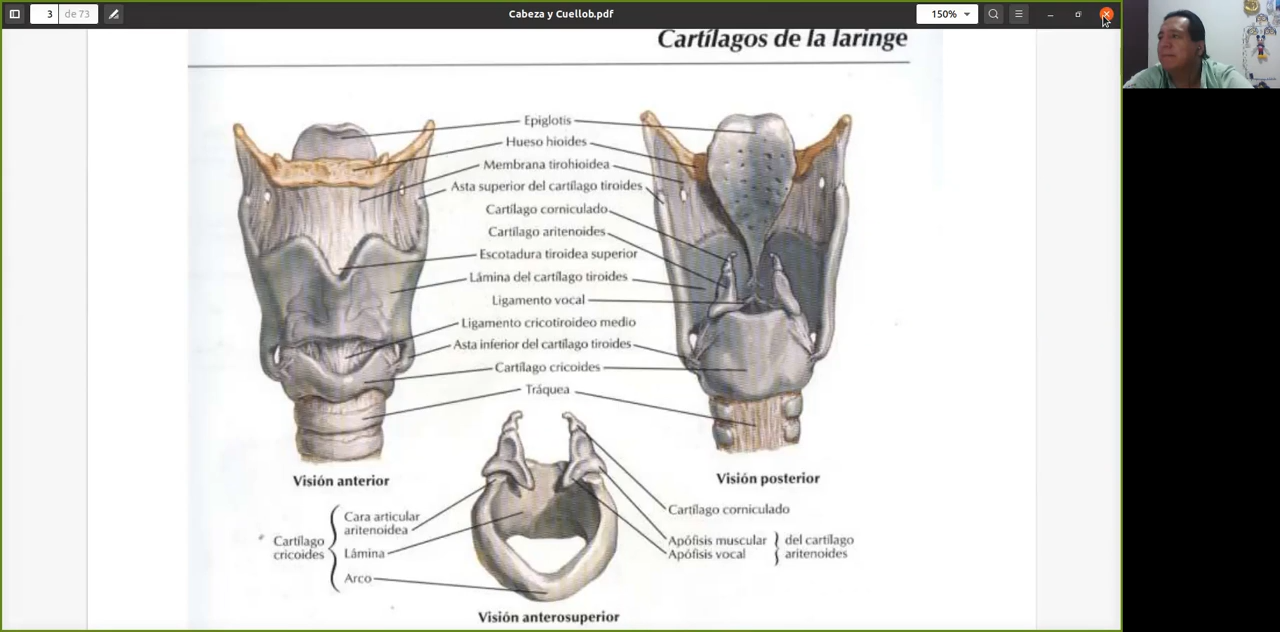 3 de 73
Cabeza y Cuellob.pdf
150%
Cartílagos de la laringe
Epiglotis
Hueso hioides
Membrana tirohioidea
Asta superior del cartílago tiroides
Cartílago corniculado
Cartílago aritenoides
Escotadura tiroidea superior
Lámina del cartílago tiroides
Ligamento vocal
Ligamento cricotiroideo medio
Asta inferior del cartílago tiroides
Cartílago cricoides
Tráquea
Visión anterior
Visión posterior
Cartílago
cricoides
Cara articular
aritenoidea
Lámina
Arco
Cartílago corniculado
Apófisis muscular
Apófisis vocal
del cartílago
aritenoides
Visión anterosuperior